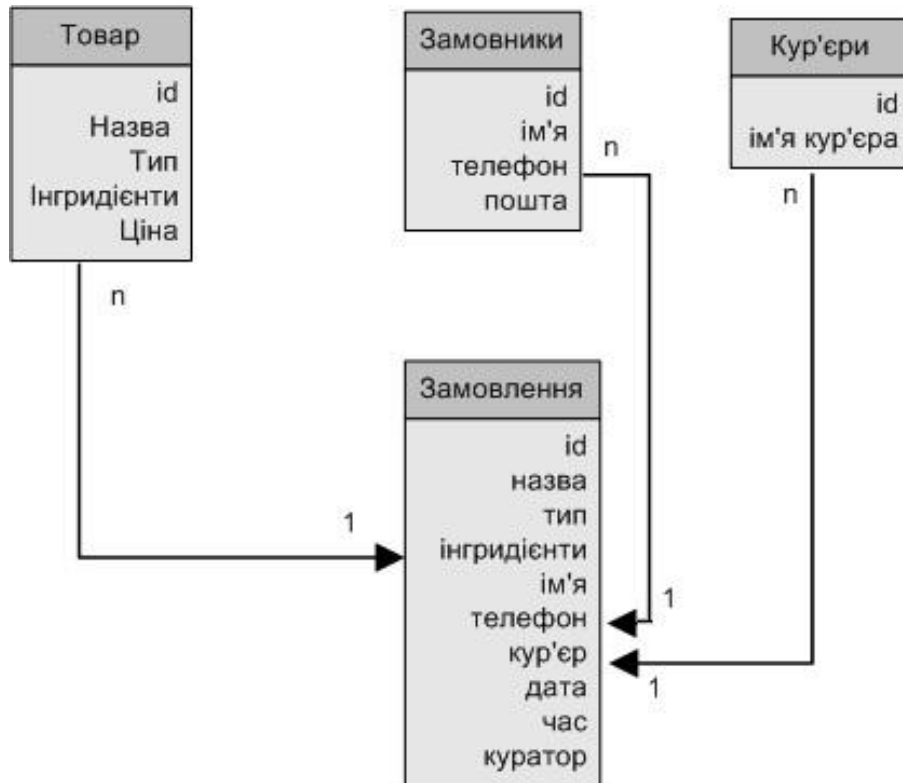 Товар
id
Назва
Тип
Інгридієнти
Ціна
n
Замовники
id
ім'я
телефон
пошта
n
Кур'єри
id
ім'я кур'єра
n
Замовлення
id
назва
тип
інгридієнти
ім'я
телефон
кур'єр
дата
час
куратор
1
1
1